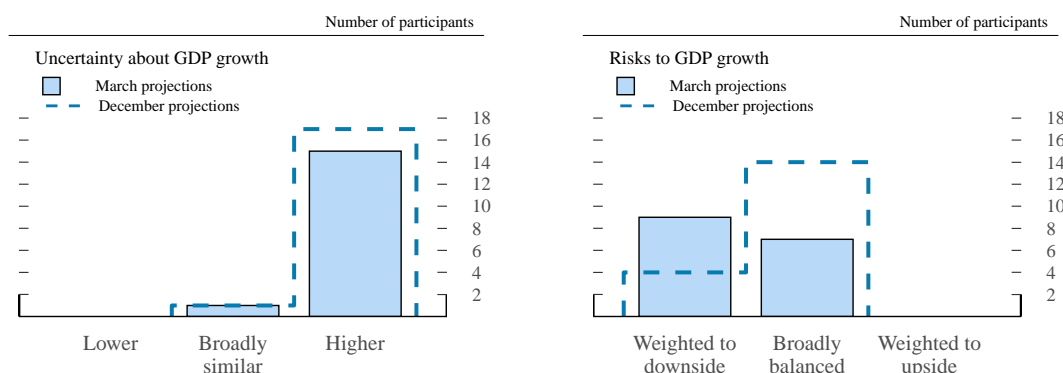 Number of participants
Uncertainty about GDP growth
March projections
December projections
18
16
14
12
10
8
6
4
2
Lower
Broadly similar
Higher
Number of participants
Risks to GDP growth
March projections
December projections
18
16
14
12
10
8
6
4
2
Weighted to downside
Broadly balanced
Weighted to upside